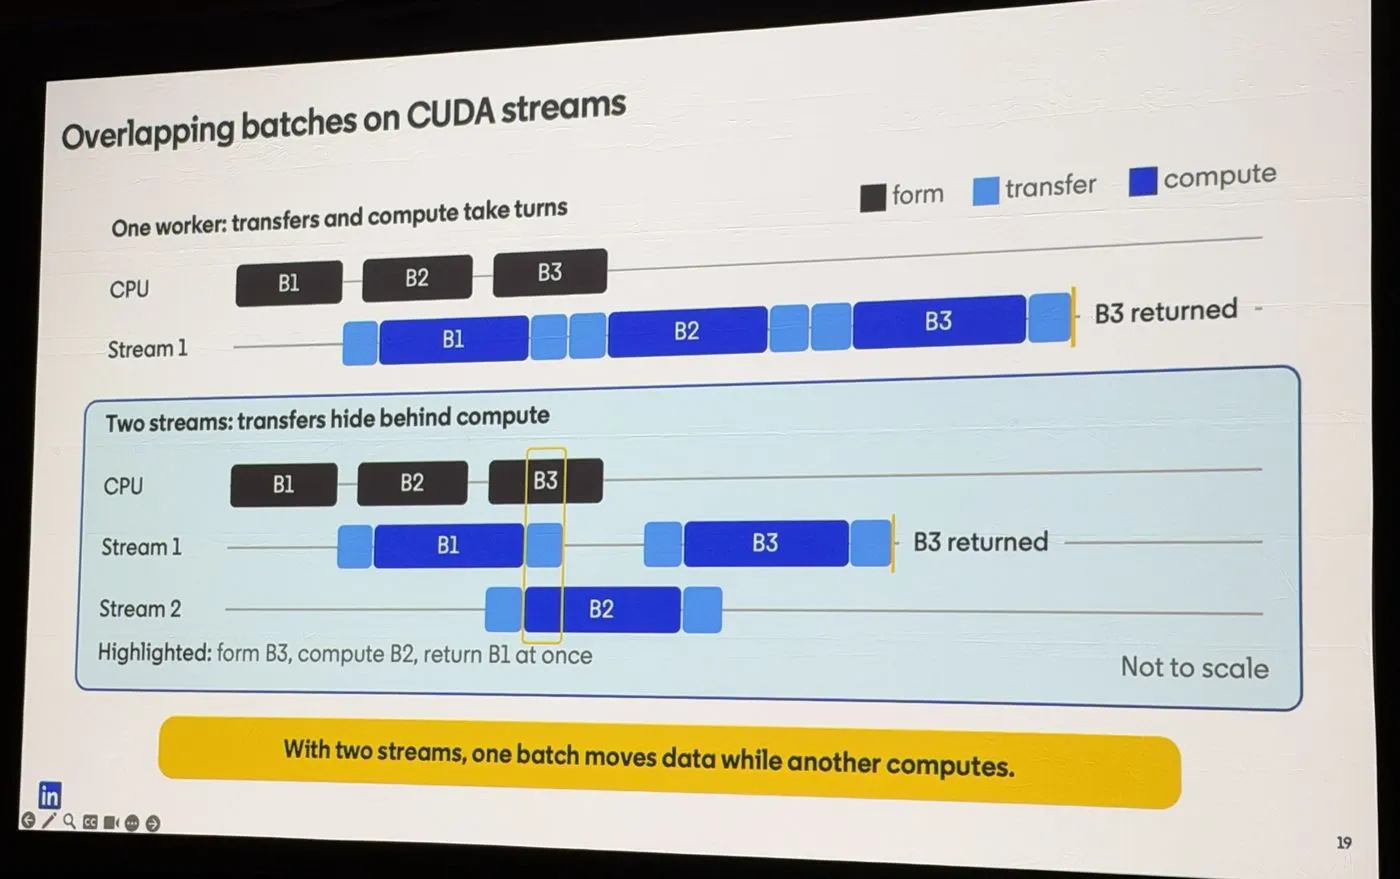 Overlapping batches on CUDA streams
form transfer compute
One worker: transfers and compute take turns
CPU B1 B2 B3
Stream 1 B1 B2 B3 B3 returned
Two streams: transfers hide behind compute
CPU B1 B2 B3
Stream 1 B1 B3 B3 returned
Stream 2 B2
Highlighted: form B3, compute B2, return B1 at once
Not to scale
With two streams, one batch moves data while another computes.
in
CC
19